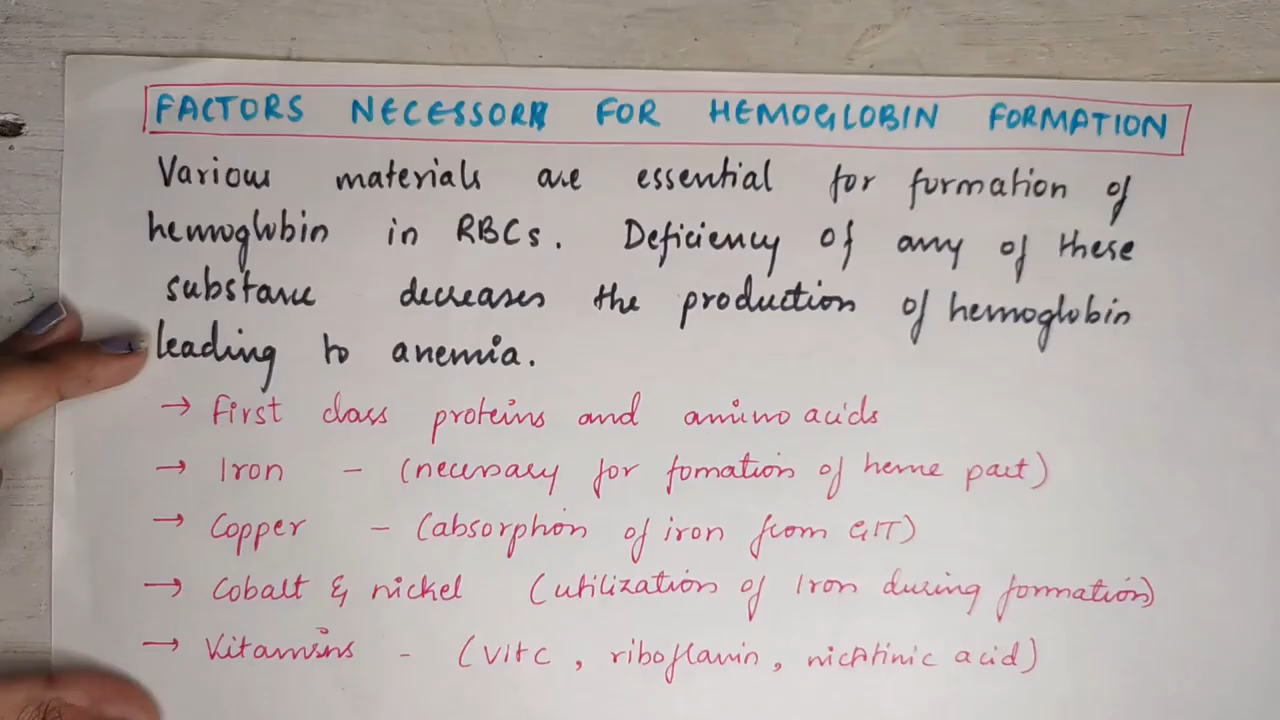 FACTORS NECESSORY FOR HEMOGLOBIN FORMATION
Various materials are essential for formation of
hemoglobin in RBCs. Deficiency of any of these
substance decreases the production of hemoglobin
leading to anemia.
→ First class proteins and amino acids
→ Iron - (necessary for fomation of heme part)
→ Copper - (absorption of iron from GIT)
→ Cobalt & nickel (utilization of Iron during formation)
→ Vitamins - (vit C, riboflavin, nicotinic acid)